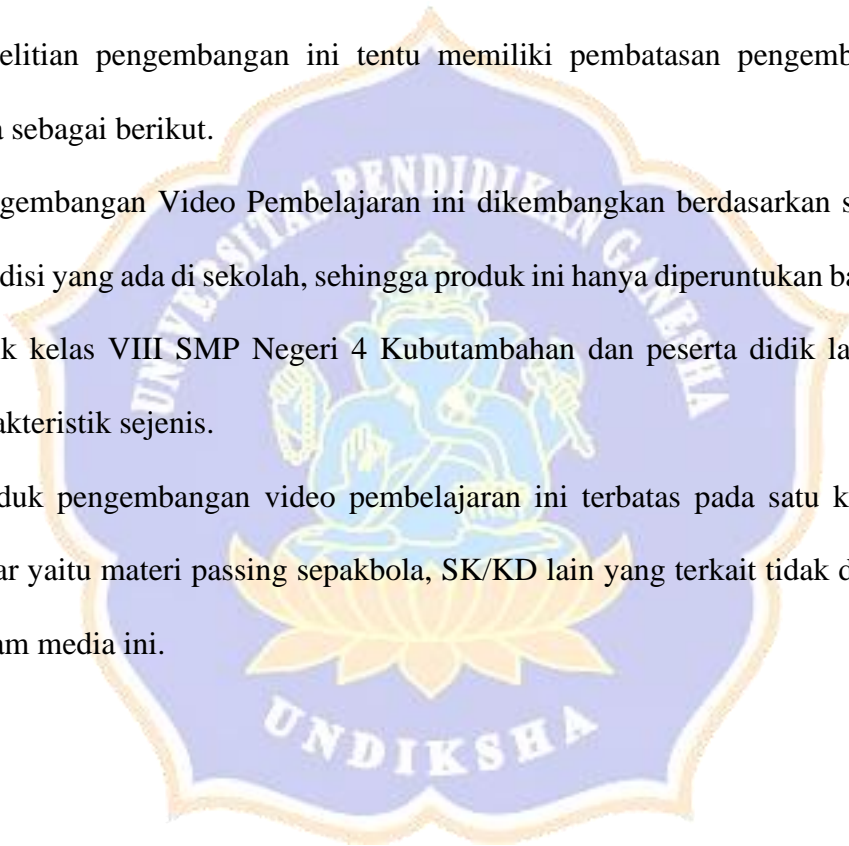 elitian pengembangan ini tentu memiliki pembatasan pengemb
sebagai berikut.
gembangan Video Pembelajaran ini dikembangkan berdasarkan s
disi yang ada di sekolah, sehingga produk ini hanya diperuntukan ba
k kelas VIII SMP Negeri 4 Kubutambahan dan peserta didik la
akteristik sejenis.
duk pengembangan video pembelajaran ini terbatas pada satu k
ar yaitu materi passing sepakbola, SK/KD lain yang terkait tidak d
am media ini.
UNIVERSITAS PENDIDIKAN GANESHA
UNDIKSHA